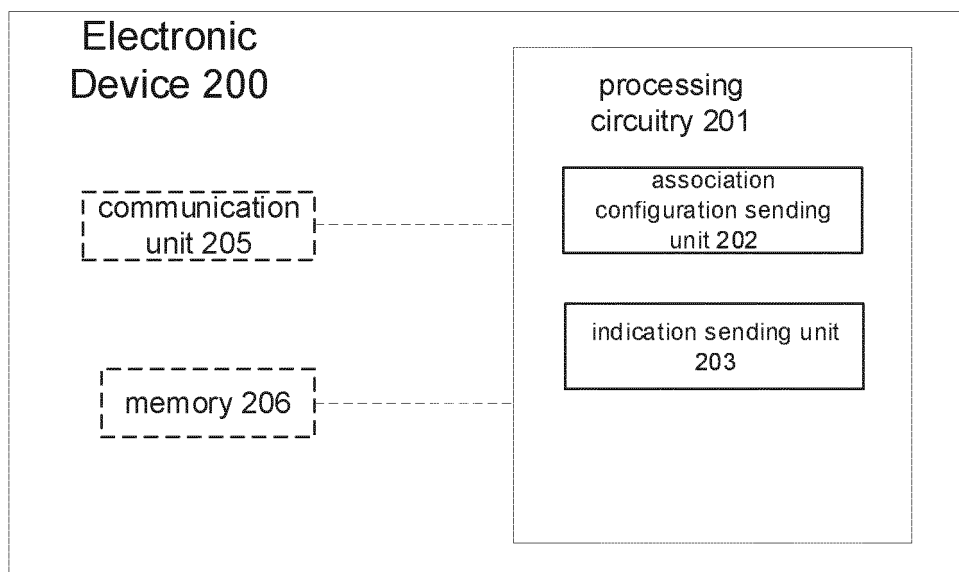 Electronic
Device 200
processing
circuitry 201
association
configuration sending
unit 202
communication
unit 205
indication sending unit
203
memory 206